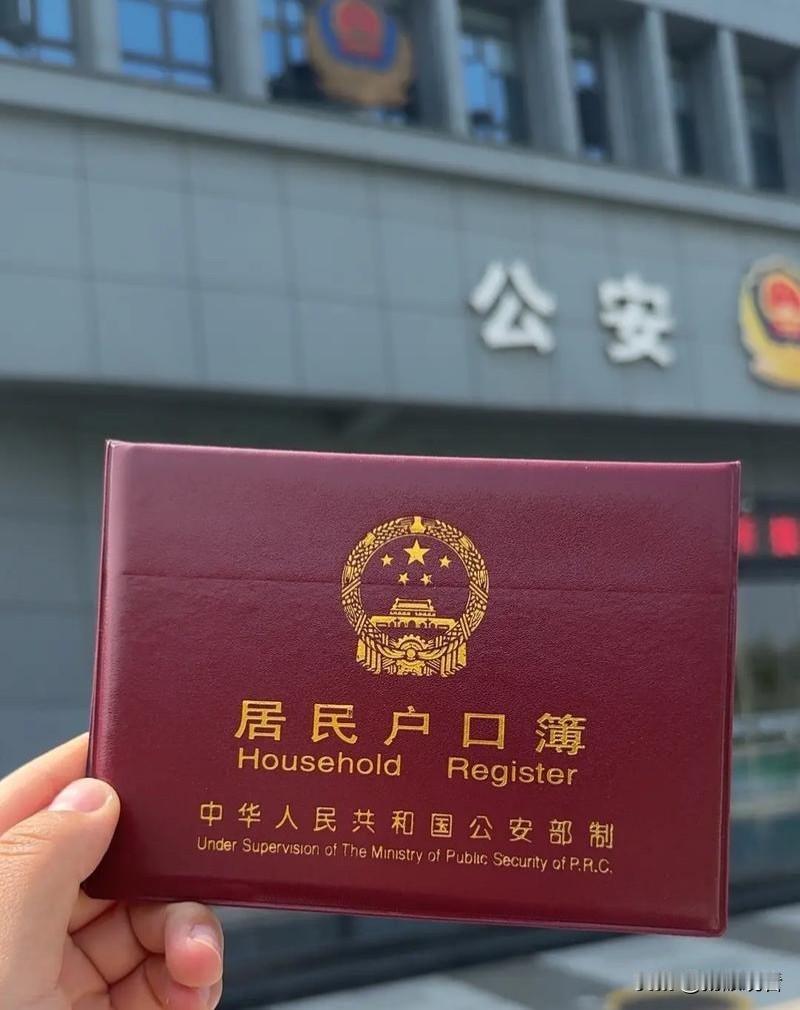 公安
居民户口簿
Household Register
中华人民共和国公安部制
Under Supervision of The Ministry of Public Security of P.R.C.